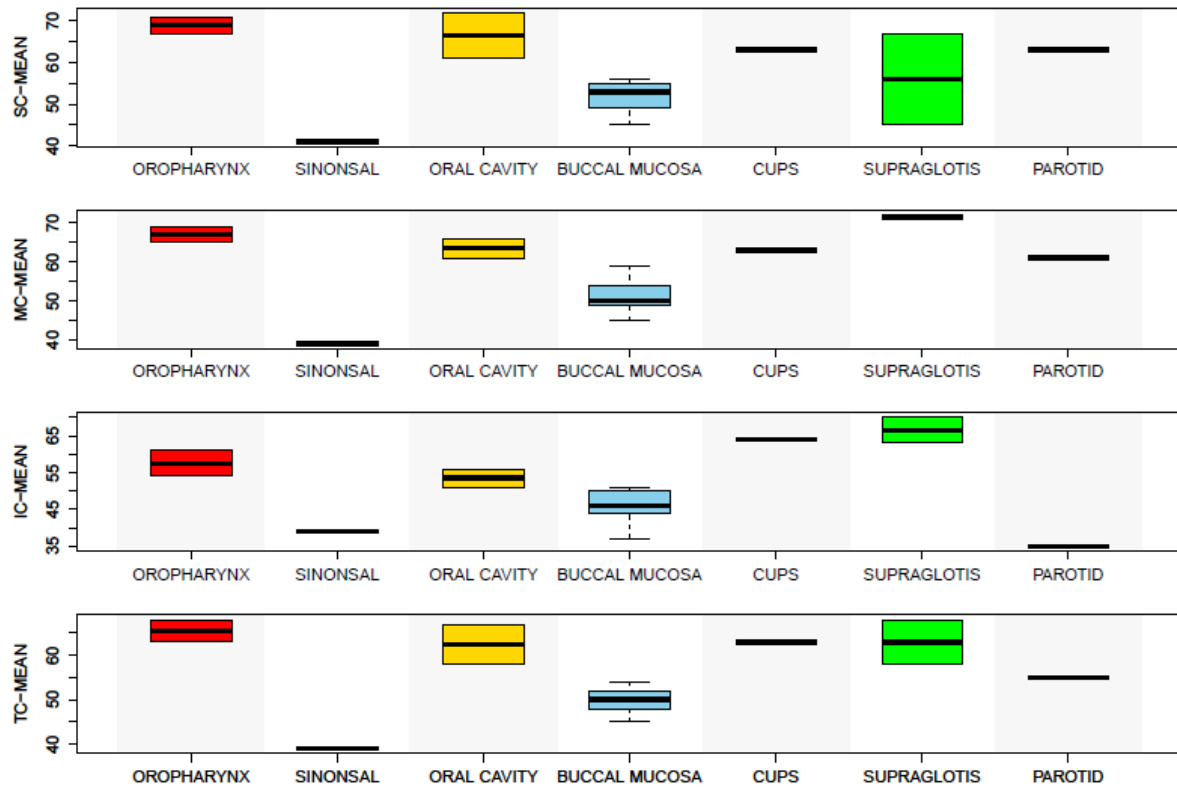 SC-MEAN
70
60
50
40
OROPHARYNX SINONSAL ORAL CAVITY BUCCAL MUCOSA CUPS SUPRAGLOTIS PAROTID
MC-MEAN
70
60
50
40
OROPHARYNX SINONSAL ORAL CAVITY BUCCAL MUCOSA CUPS SUPRAGLOTIS PAROTID
IC-MEAN
65
55
45
35
OROPHARYNX SINONSAL ORAL CAVITY BUCCAL MUCOSA CUPS SUPRAGLOTIS PAROTID
TC-MEAN
60
50
40
OROPHARYNX SINONSAL ORAL CAVITY BUCCAL MUCOSA CUPS SUPRAGLOTIS PAROTID